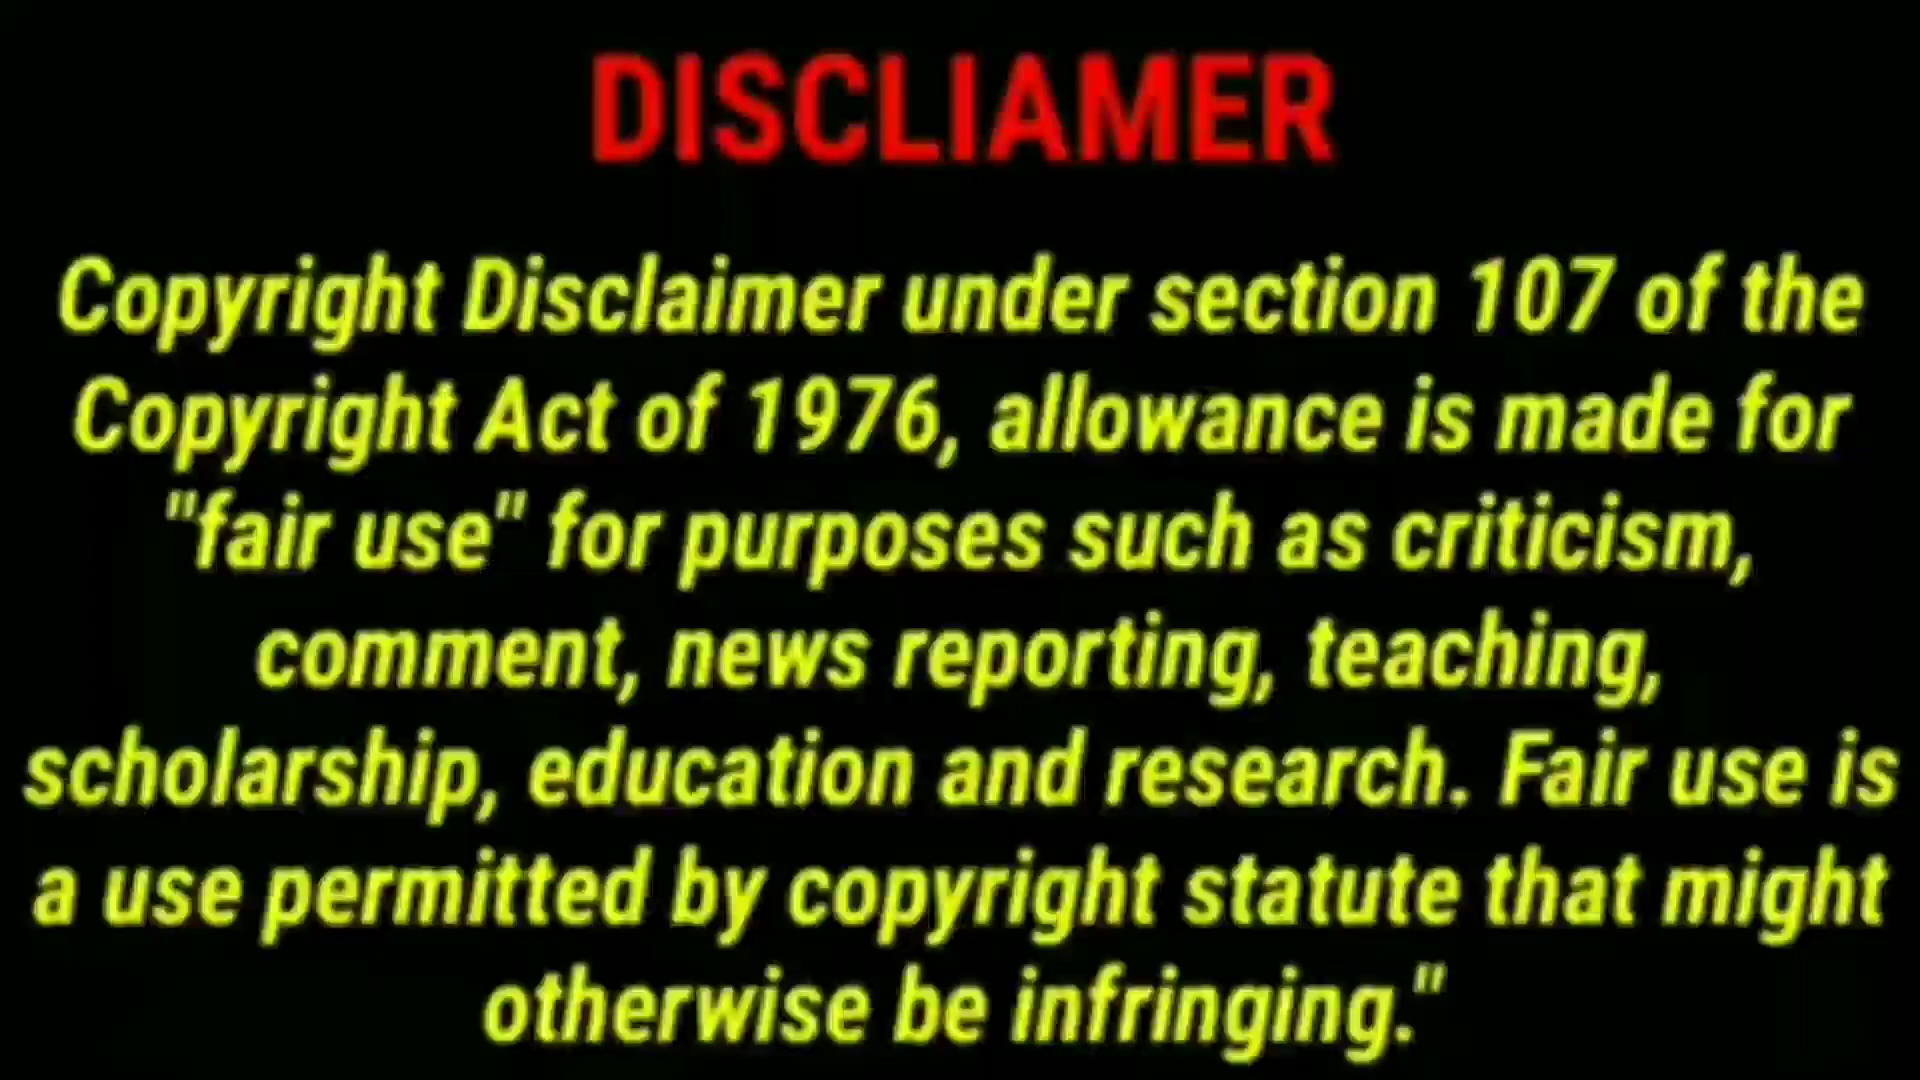 DISCLIAMER
Copyright Disclaimer under section 107 of the
Copyright Act of 1976, allowance is made for
"fair use" for purposes such as criticism,
comment, news reporting, teaching,
scholarship, education and research. Fair use is
a use permitted by copyright statute that might
otherwise be infringing."